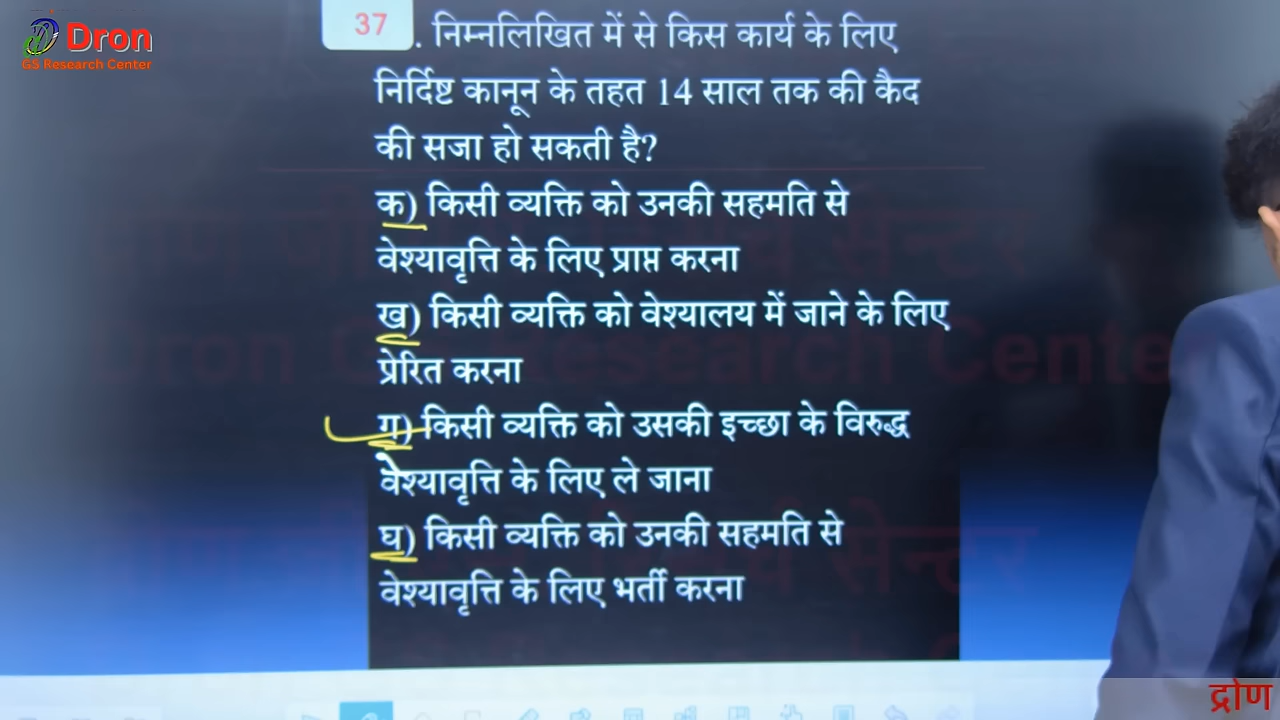 Dron
GS Research Center
37
. निम्नलिखित में से किस कार्य के लिए
निर्दिष्ट कानून के तहत 14 साल तक की कैद
की सजा हो सकती है?
क) किसी व्यक्ति को उनकी सहमति से
वेश्यावृत्ति के लिए प्राप्त करना
ख) किसी व्यक्ति को वेश्यालय में जाने के लिए
प्रेरित करना
ग) किसी व्यक्ति को उसकी इच्छा के विरुद्ध
वेश्यावृत्ति के लिए ले जाना
घ) किसी व्यक्ति को उनकी सहमति से
वेश्यावृत्ति के लिए भर्ती करना
द्रोण